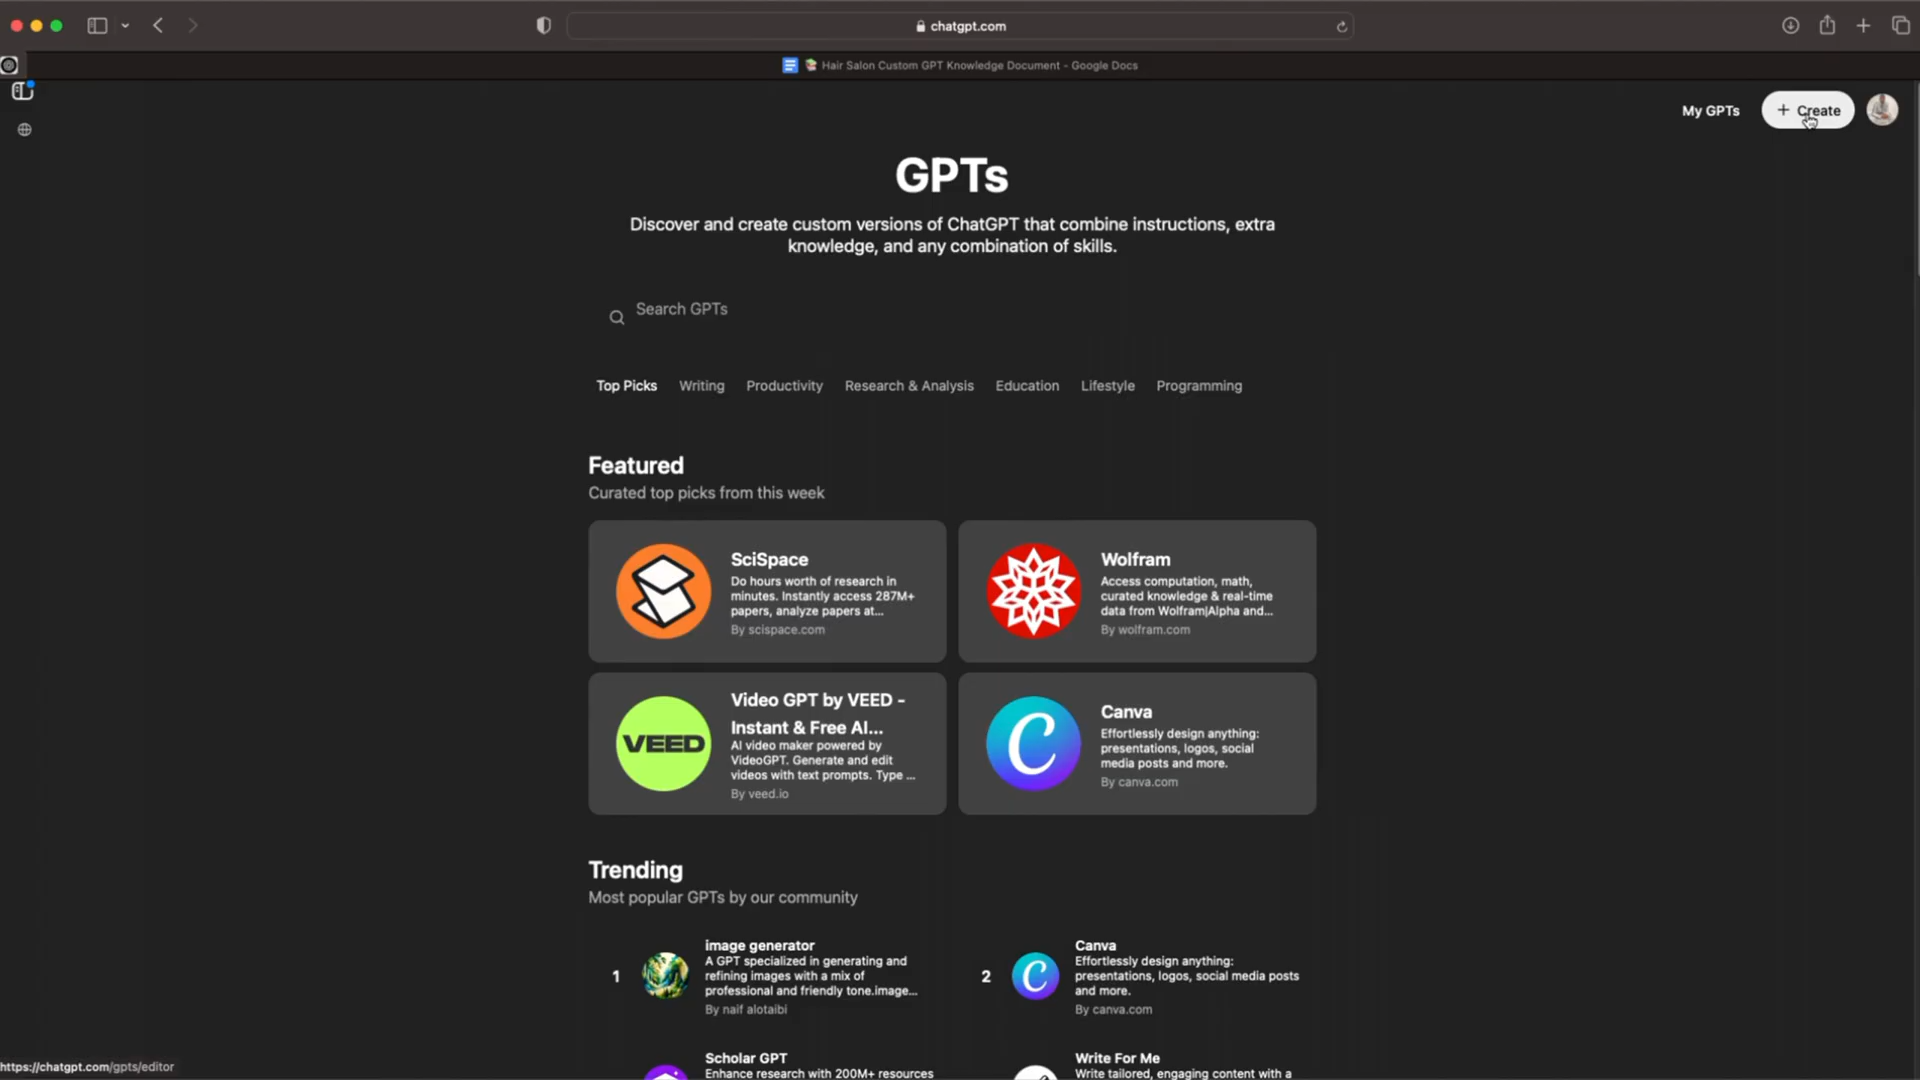 chatgpt.com
Hair Salon Custom GPT Knowledge Document - Google Docs
My GPTs
+ Create
GPTs
Discover and create custom versions of ChatGPT that combine instructions, extra
knowledge, and any combination of skills.
Search GPTs
Top Picks Writing Productivity Research & Analysis Education Lifestyle Programming
Featured
Curated top picks from this week
SciSpace
Do hours worth of research in
minutes. Instantly access 287M+
papers, analyze papers at...
By scispace.com
Wolfram
Access computation, math,
curated knowledge & real-time
data from Wolfram|Alpha and...
By wolfram.com
VEED
Video GPT by VEED -
Instant & Free AI...
AI video maker powered by
VideoGPT. Generate and edit
videos with text prompts. Type ...
By veed.io
C
Canva
Effortlessly design anything:
presentations, logos, social
media posts and more.
By canva.com
Trending
Most popular GPTs by our community
1
image generator
A GPT specialized in generating and
refining images with a mix of
professional and friendly tone.image...
By naif alotaibi
2
C
Canva
Effortlessly design anything:
presentations, logos, social media posts
and more.
By canva.com
Scholar GPT
Enhance research with 200M+ resources
Write For Me
Write tailored, engaging content with a
https://chatgpt.com/gpts/editor